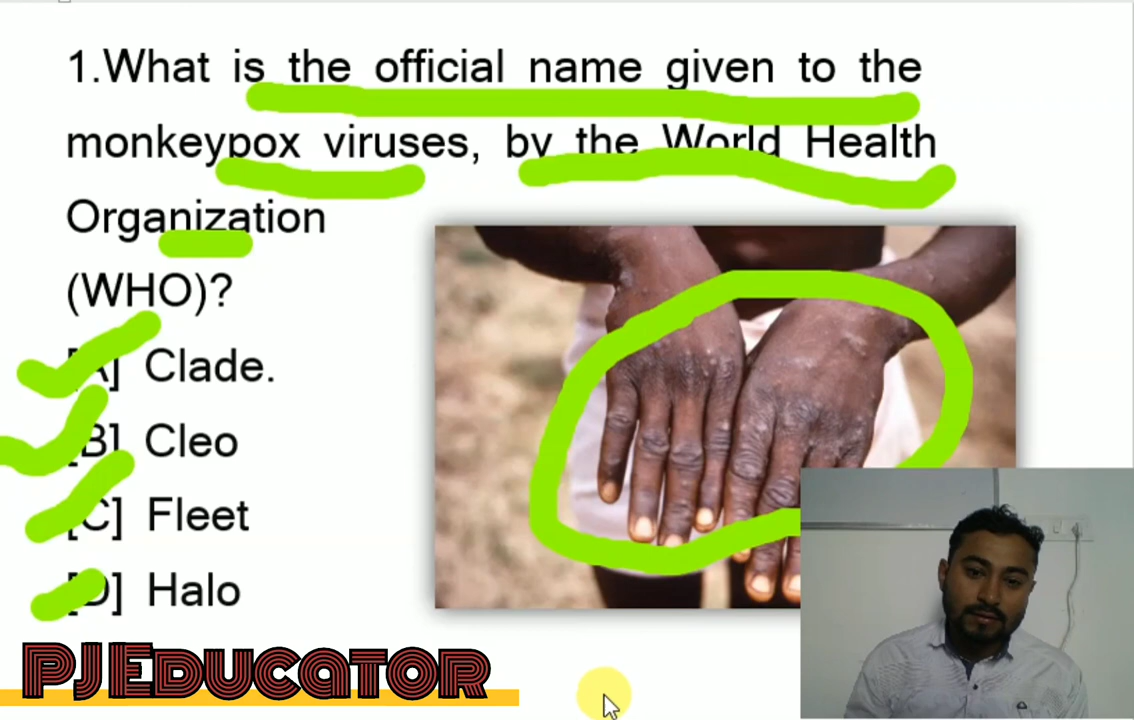 1.What is the official name given to the
monkeypox viruses, by the World Health
Organization
(WHO)?
[A] Clade.
[B] Cleo
[C] Fleet
[D] Halo
PJEDUCATOR